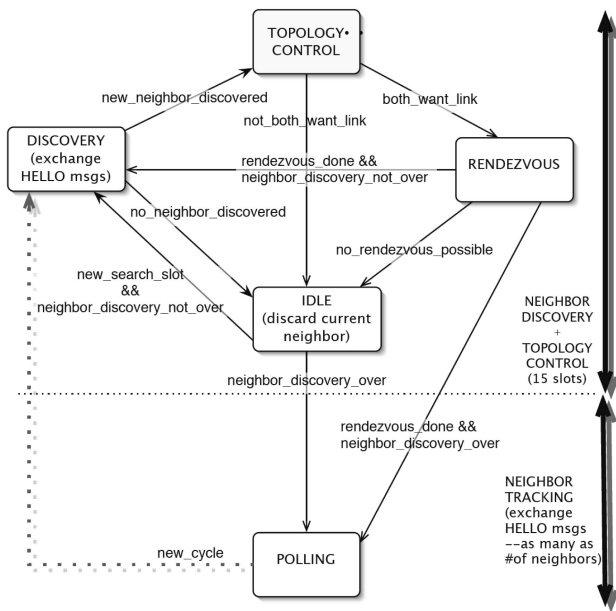 TOPOLOGY
CONTROL
new_neighbor_discovered
both_want_link
not_both_want_link
DISCOVERY
(exchange
HELLO msgs)
rendezvous_done &&
neighbor_discovery_not_over
RENDEZVOUS
no_neighbor_discovered
no_rendezvous_possible
new_search_slot
&&
neighbor_discovery_not_over
IDLE
(discard current
neighbor)
NEIGHBOR
DISCOVERY
+
TOPOLOGY
CONTROL
(15 slots)
neighbor_discovery_over
rendezvous_done &&
neighbor_discovery_over
NEIGHBOR
TRACKING
(exchange
HELLO msgs
--as many as
#of neighbors)
new_cycle
POLLING